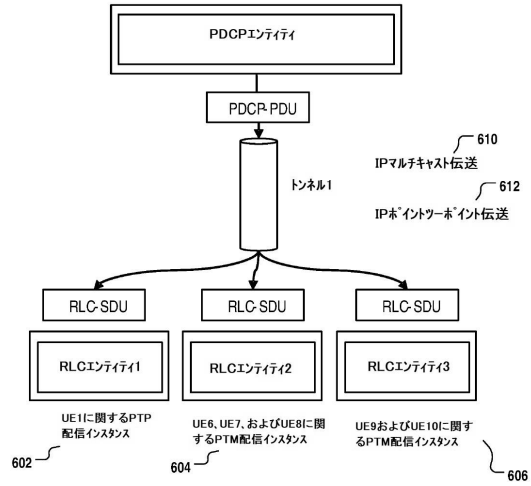 PDCPエンティティ
PDCP-PDU
610
IPマルチキャスト伝送
トンネル1
612
IPポイントツーポイント伝送
RLC-SDU
RLC-SDU
RLC-SDU
RLCエンティティ1
RLCエンティティ2
RLCエンティティ3
UE1に関するPTP
配信インスタンス
UE6、UE7、およびUE8に関
するPTM配信インスタンス
UE9およびUE10に関す
るPTM配信インスタンス
602
604
606